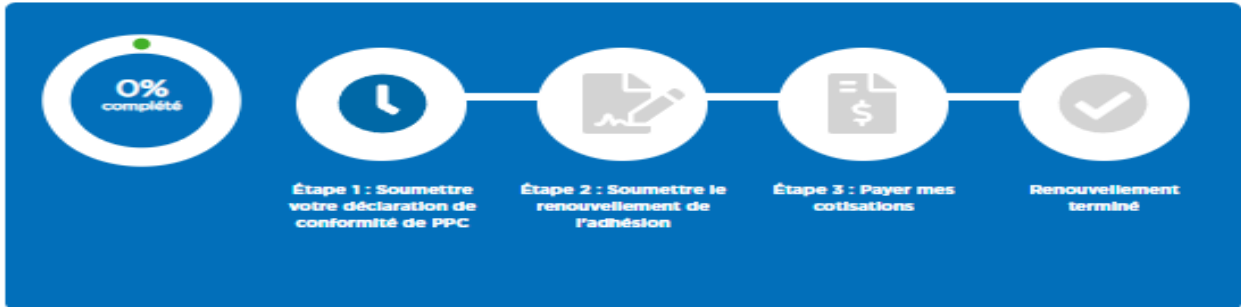 0%
complété
Étape 1 : Soumettre
votre déclaration de
conformité de PPC
Étape 2 : Soumettre le
renouvellement de
l'adhésion
Étape 3 : Payer mes
cotisations
Renouvellement
terminé